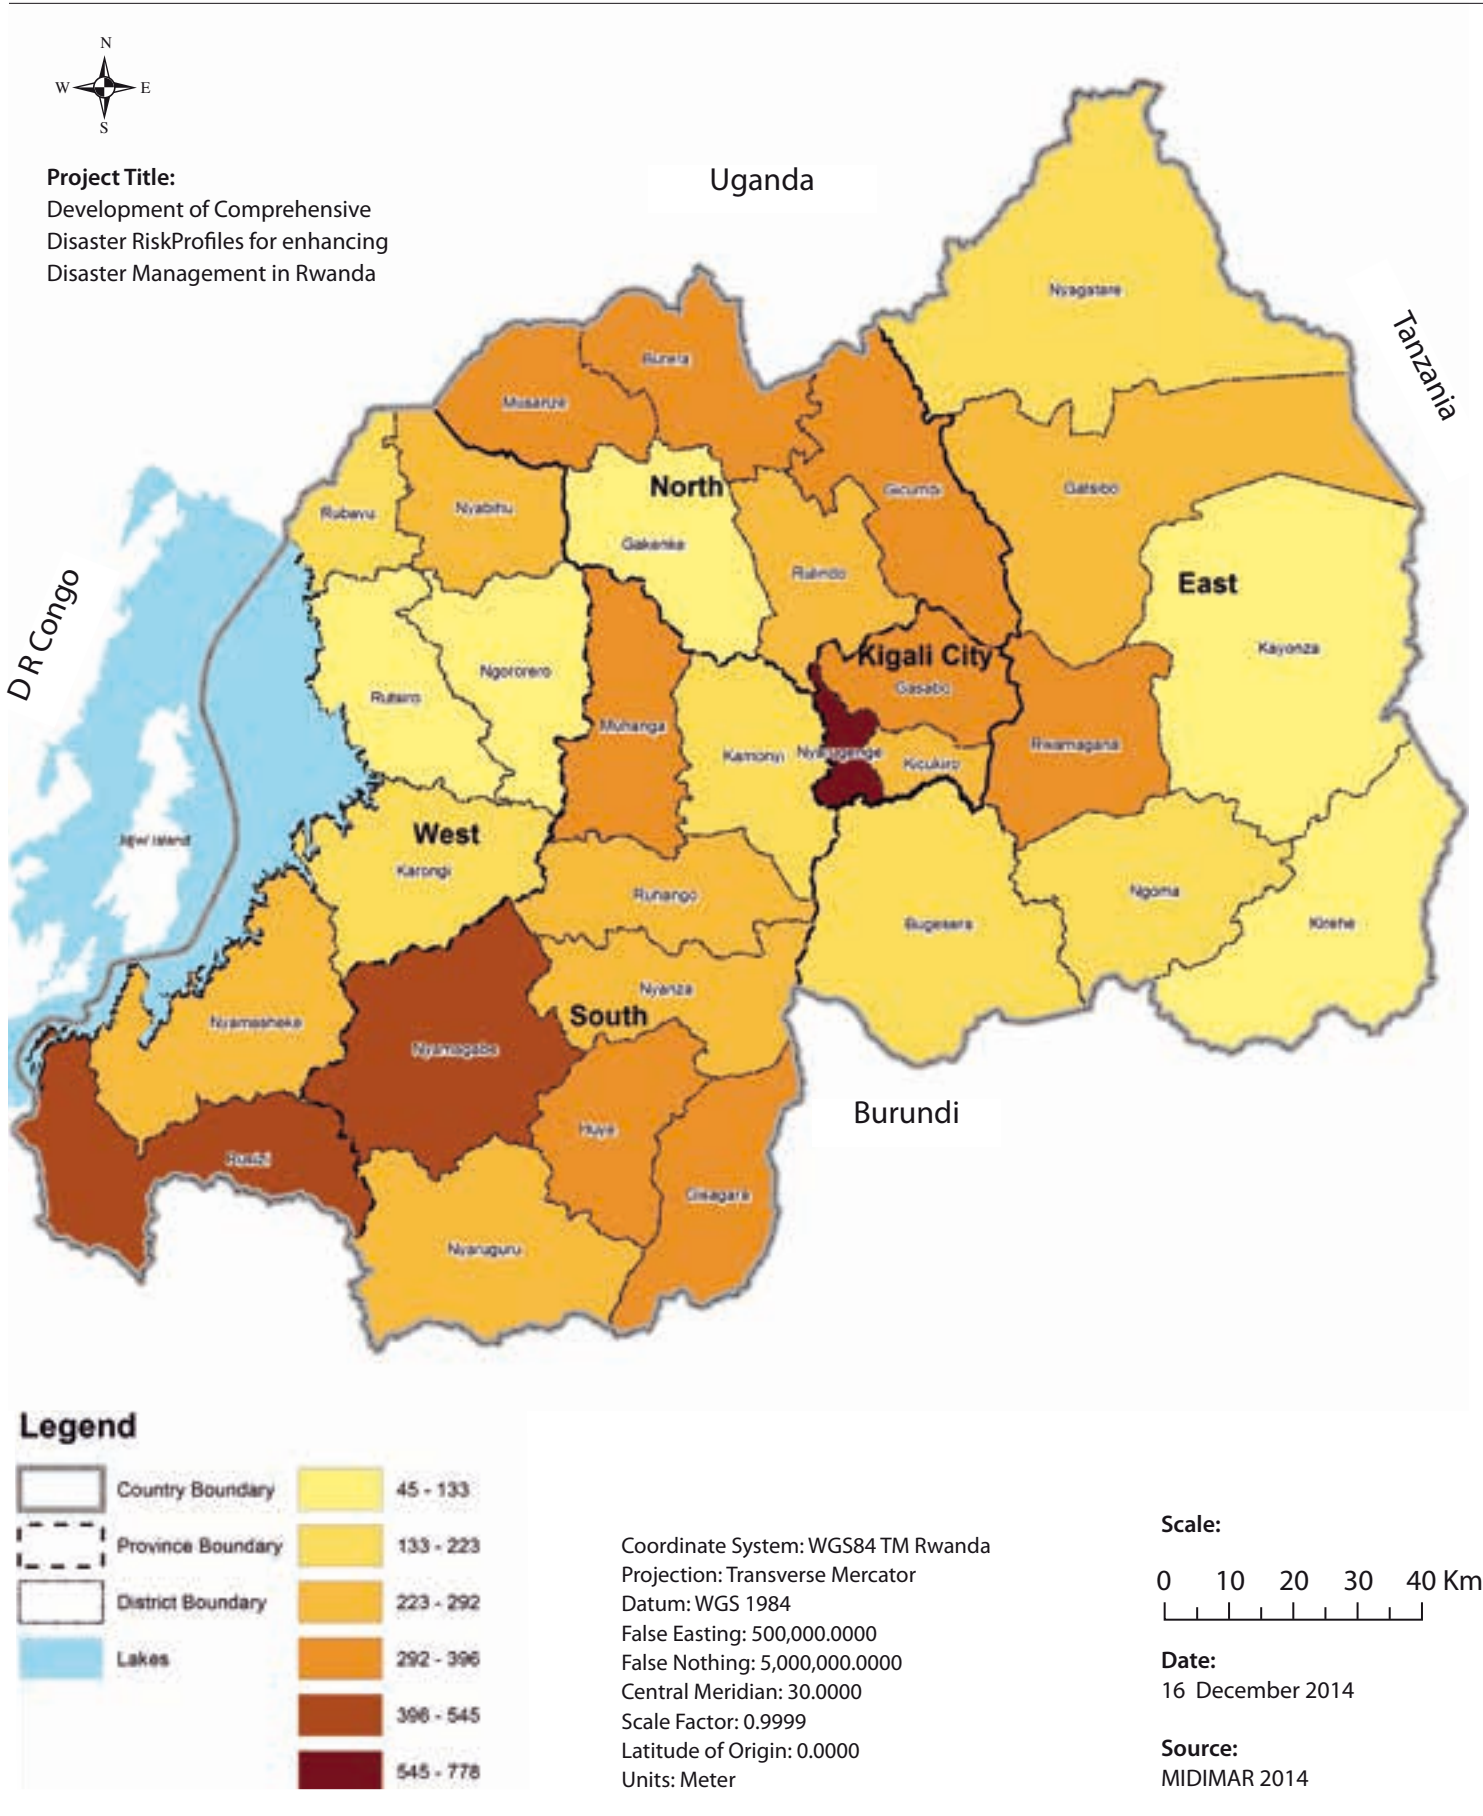 N
W
E
S
Project Title:
Development of Comprehensive
Disaster RiskProfiles for enhancing
Disaster Management in Rwanda
Uganda
Tanzania
D R Congo
Burundi
Nyagatare
Burera
Musanze
North
Gicumbi
Gatsibo
Rubavu
Nyabihu
Gakenke
Rulindo
East
Kayonza
Kigali City
Gasabo
Ngororero
Rutsiro
Muhanga
Kamonyi
Nyarugenge
Kicukiro
Rwamagana
Ijwi Island
West
Karongi
Ruhango
Bugesera
Ngoma
Kirehe
Nyanza
South
Nyamasheke
Nyamagabe
Huye
Rusizi
Gisagara
Nyaruguru
Legend
Country Boundary
Province Boundary
District Boundary
Lakes
45 - 133
133 - 223
223 - 292
292 - 396
396 - 545
545 - 778
Coordinate System: WGS84 TM Rwanda
Projection: Transverse Mercator
Datum: WGS 1984
False Easting: 500,000.0000
False Nothing: 5,000,000.0000
Central Meridian: 30.0000
Scale Factor: 0.9999
Latitude of Origin: 0.0000
Units: Meter
Scale:
0 10 20 30 40 Km
Date:
16 December 2014
Source:
MIDIMAR 2014